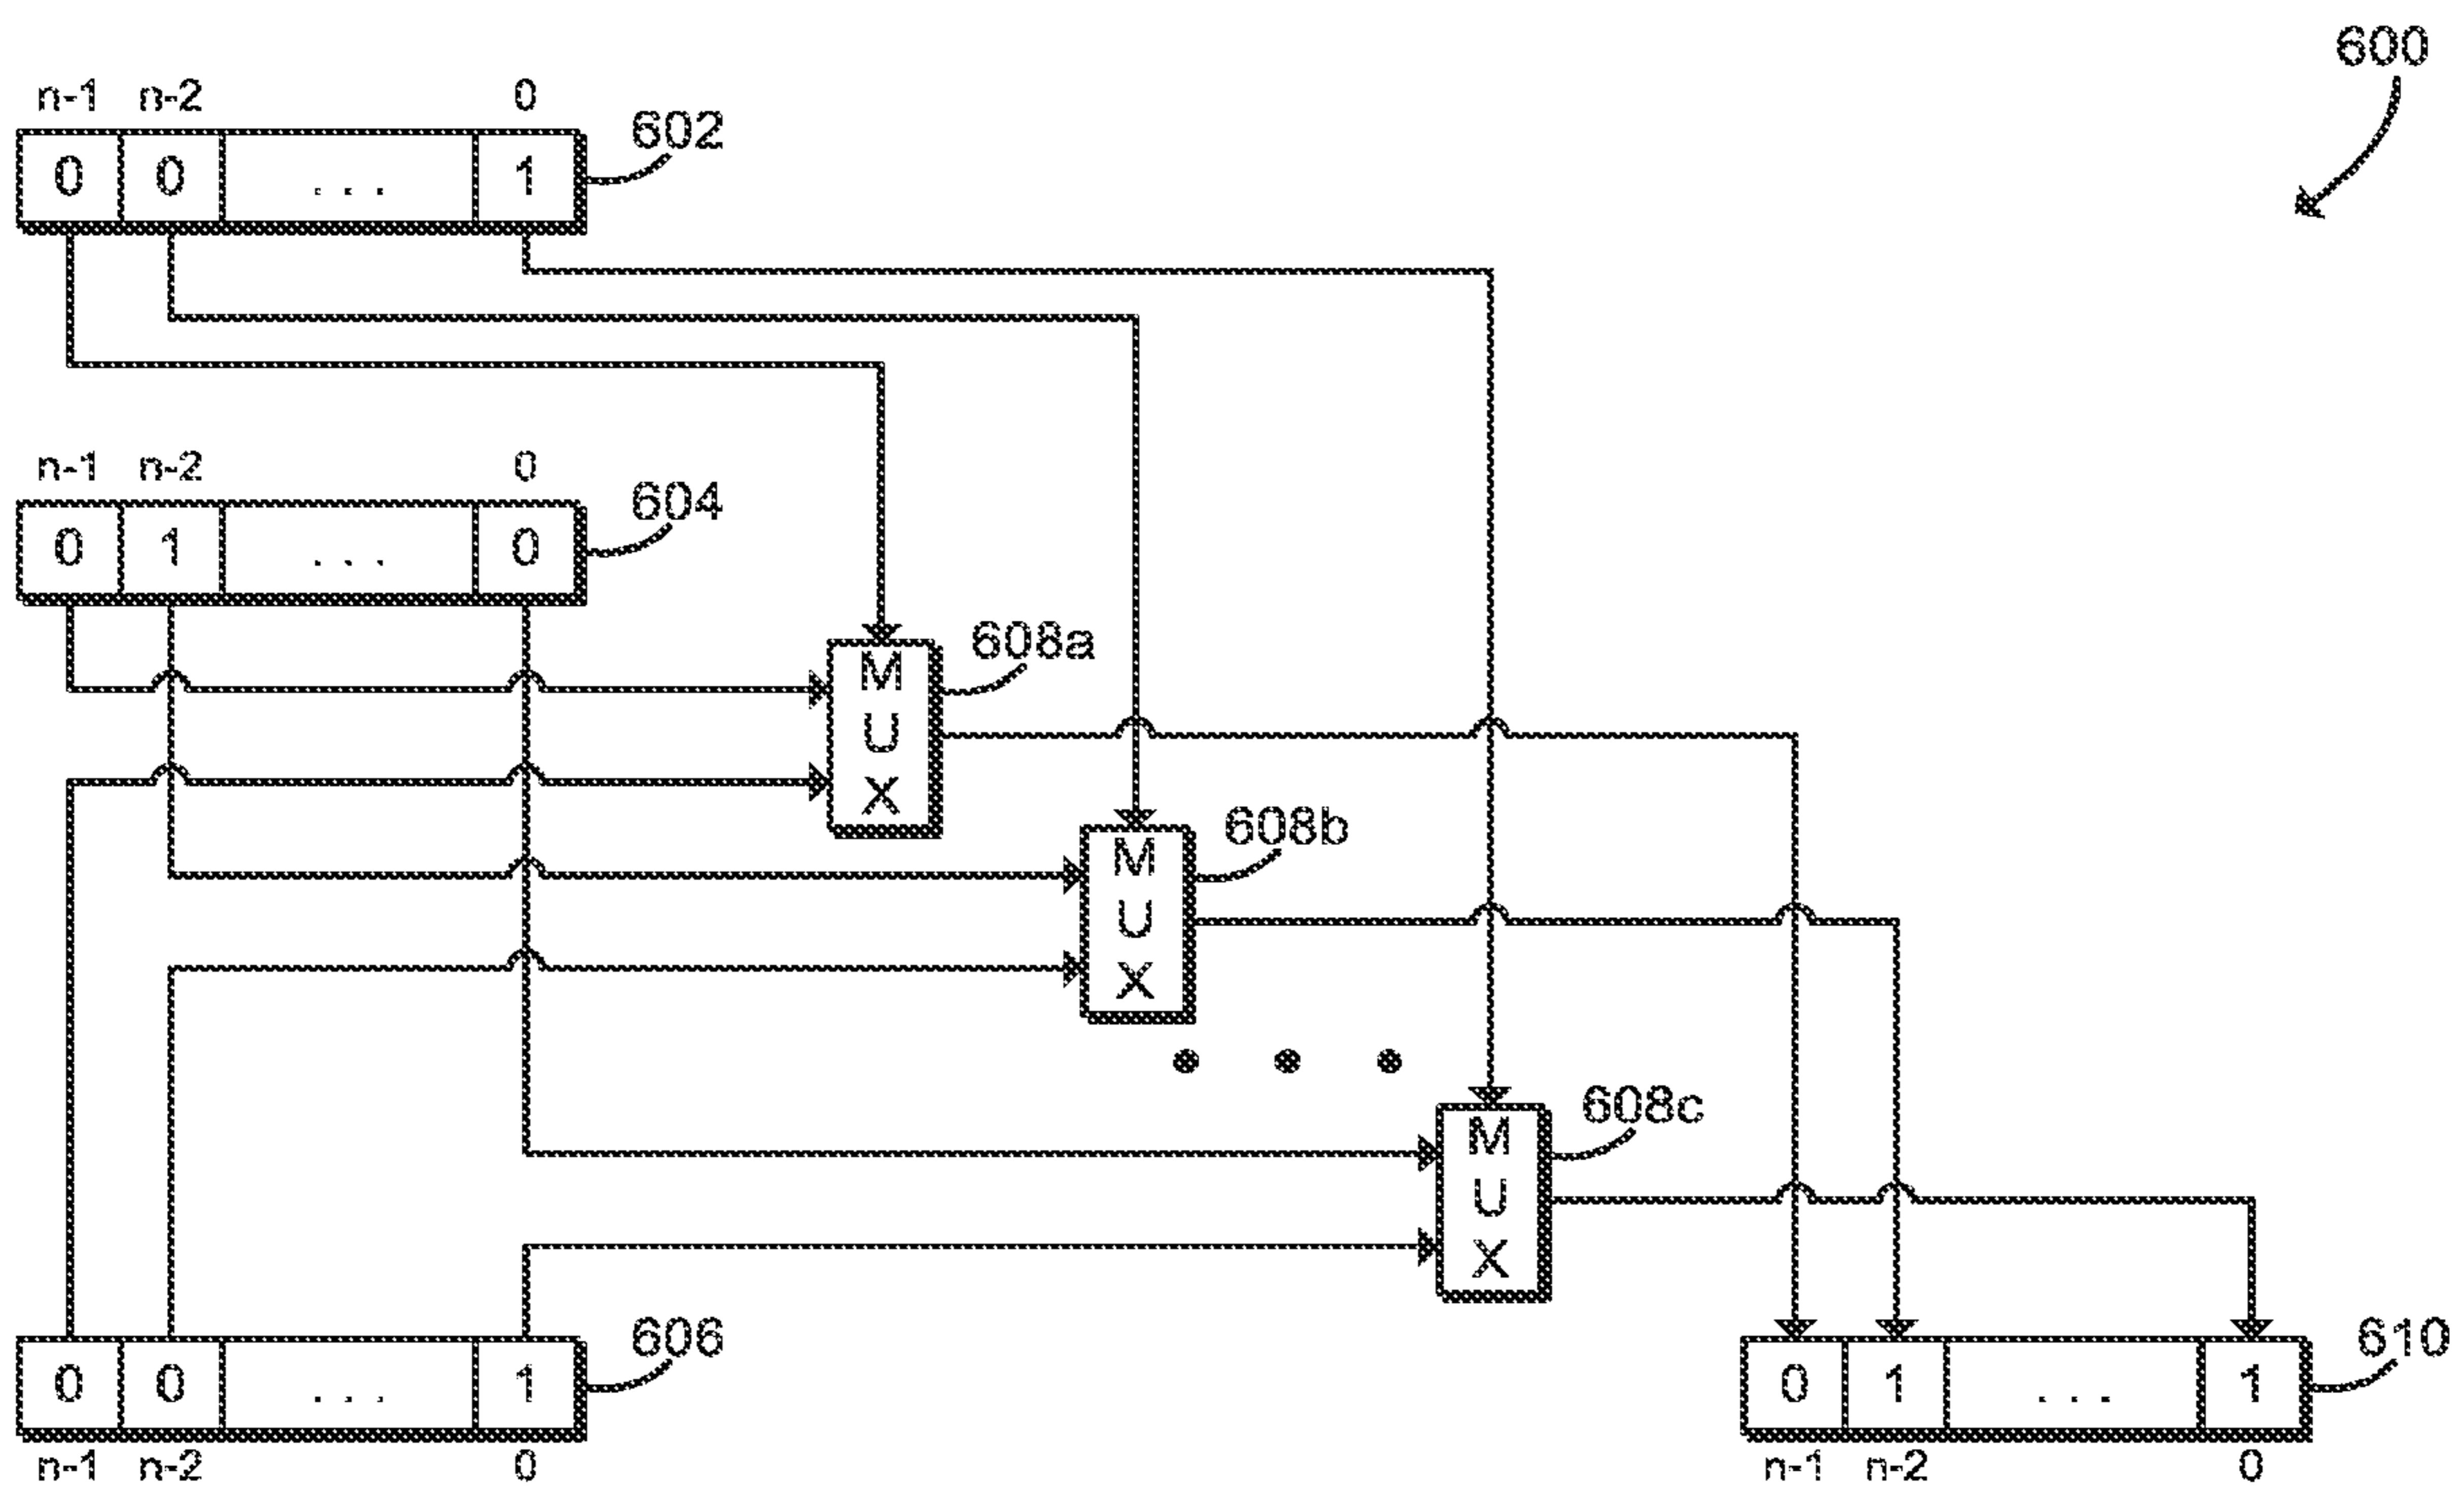 600
n-1 n-2 0
602
0 0 . . . 1
n-1 n-2 0
604
0 1 . . . 0
608a
M
U
X
608b
M
U
X
608c
M
U
X
606
0 0 . . . 1
n-1 n-2 0
610
0 1 . . . 1
n-1 n-2 0